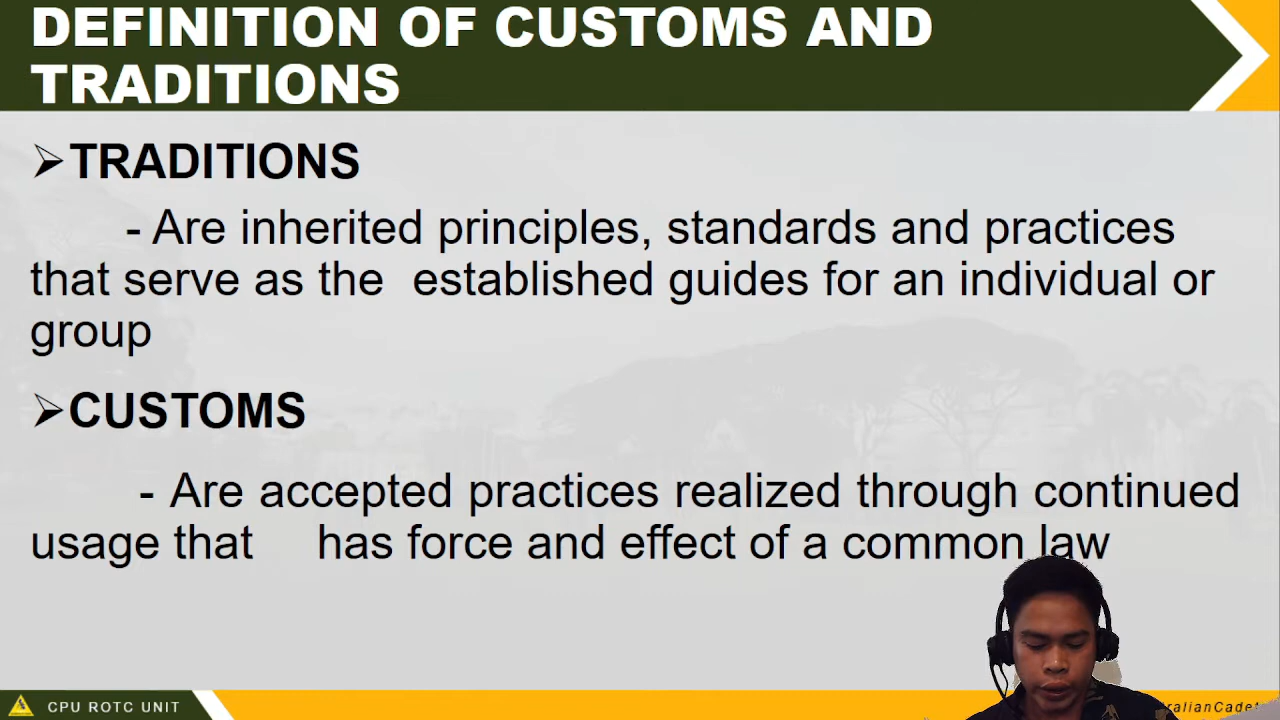 DEFINITION OF CUSTOMS AND
TRADITIONS
➢TRADITIONS
- Are inherited principles, standards and practices
that serve as the established guides for an individual or
group
➢CUSTOMS
- Are accepted practices realized through continued
usage that has force and effect of a common law
CPU ROTC UNIT